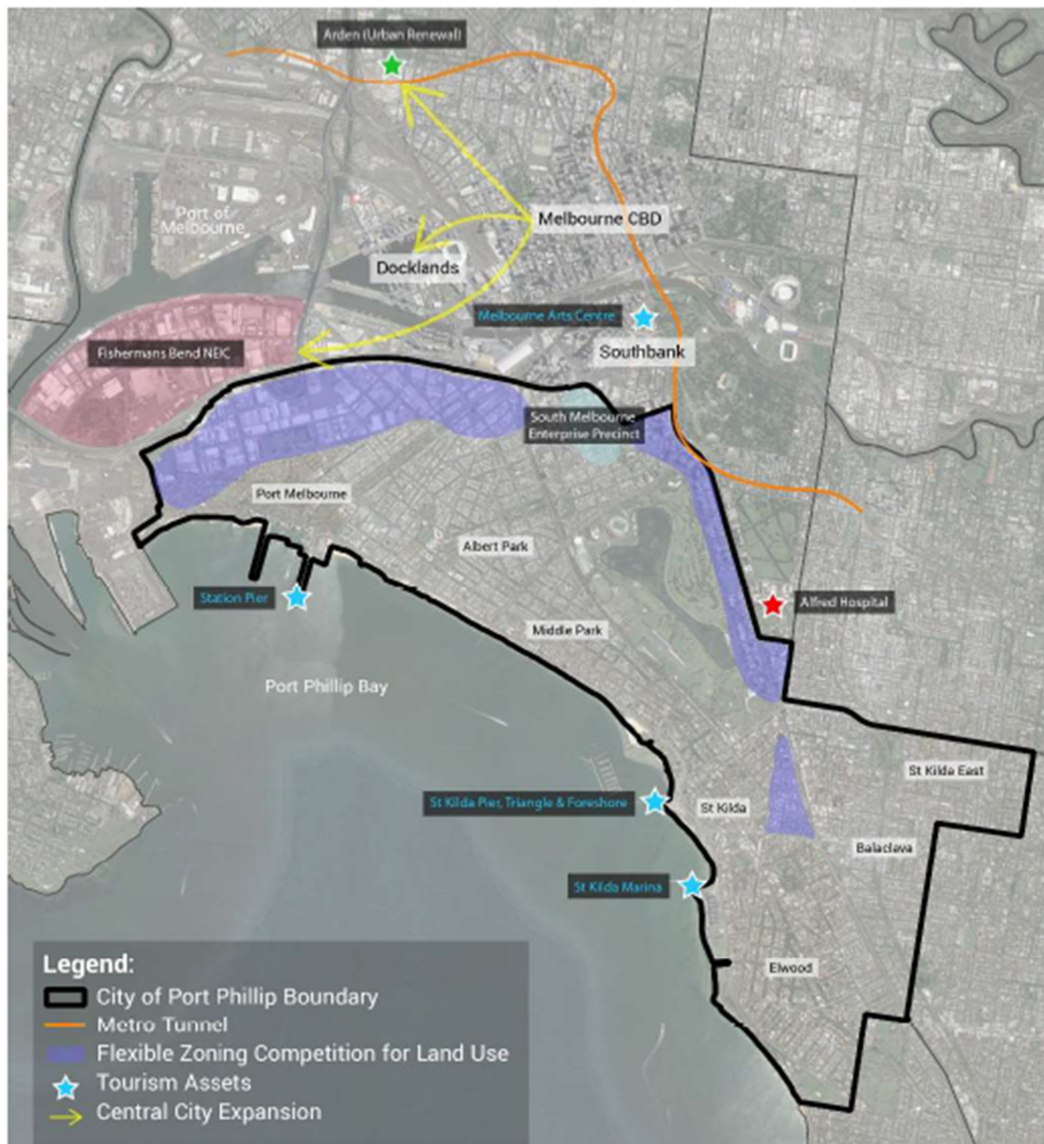 Arden (Urban Renewal)
Port of
Melbourne
Melbourne CBD
Docklands
Melbourne Arts Centre
Southbank
Fishermans Bend NEIC
South Melbourne
Enterprise Precinct
Port Melbourne
Albert Park
Station Pier
Alfred Hospital
Middle Park
Port Phillip Bay
St Kilda East
St Kilda Pier, Triangle & Foreshore
St Kilda
Balaclava
St Kilda Marina
Elwood
Legend:
City of Port Phillip Boundary
Metro Tunnel
Flexible Zoning Competition for Land Use
Tourism Assets
Central City Expansion